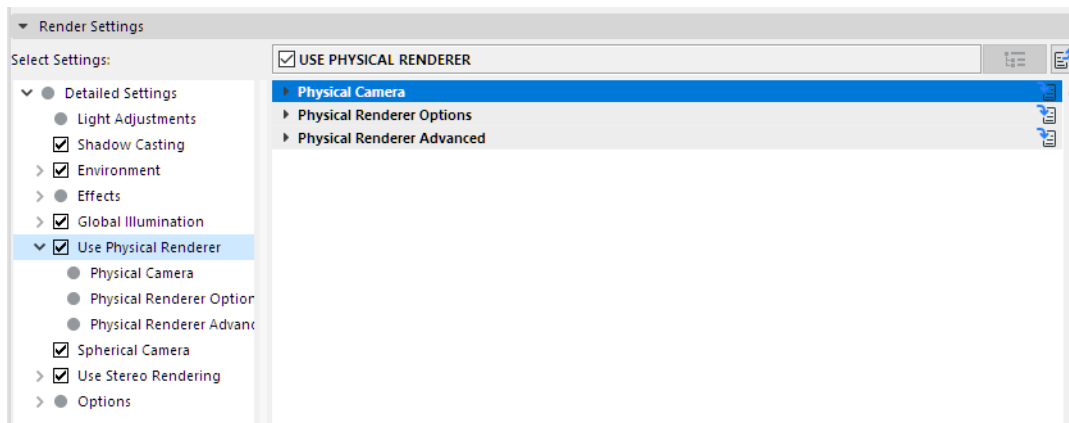 Render Settings
Select Settings:
USE PHYSICAL RENDERER
Detailed Settings
Light Adjustments
Shadow Casting
Environment
Effects
Global Illumination
Use Physical Renderer
Physical Camera
Physical Renderer Option
Physical Renderer Advanc
Spherical Camera
Use Stereo Rendering
Options
Physical Camera
Physical Renderer Options
Physical Renderer Advanced